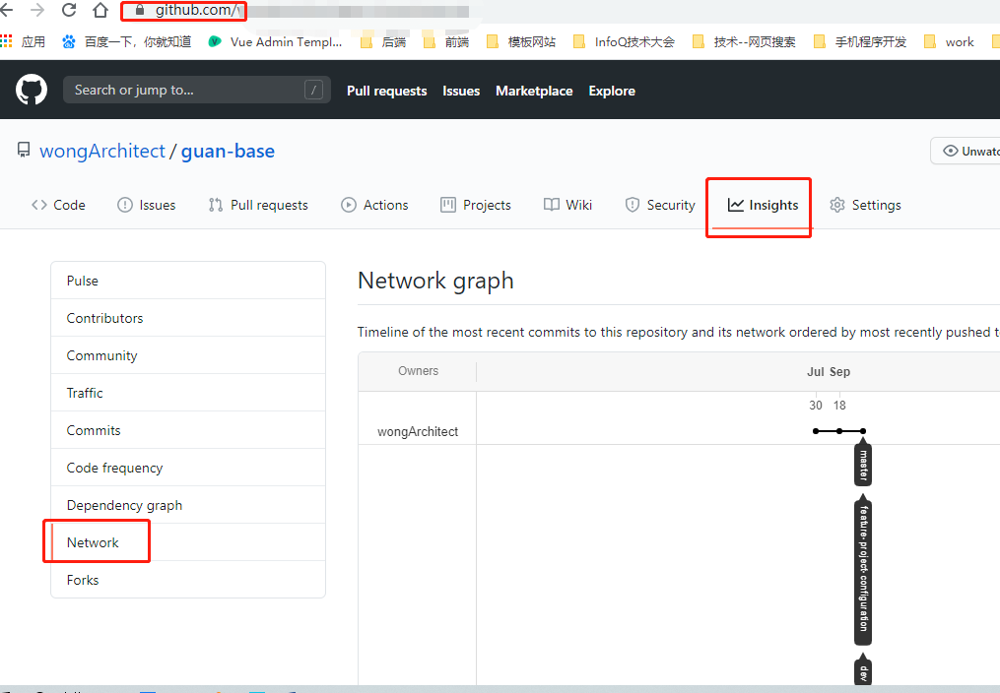 github.com/
应用 百度一下，你就知道 Vue Admin Templ... 后端 前端 模板网站 InfoQ技术大会 技术--网页搜索 手机程序开发 work
Search or jump to... / Pull requests Issues Marketplace Explore
wongArchitect / guan-base Unwatc
Code Issues Pull requests Actions Projects Wiki Security Insights Settings
Pulse
Contributors
Community
Traffic
Commits
Code frequency
Dependency graph
Network
Forks
Network graph
Timeline of the most recent commits to this repository and its network ordered by most recently pushed t
Owners Jul Sep
30 18
wongArchitect
master
feature-project-configuration
dev